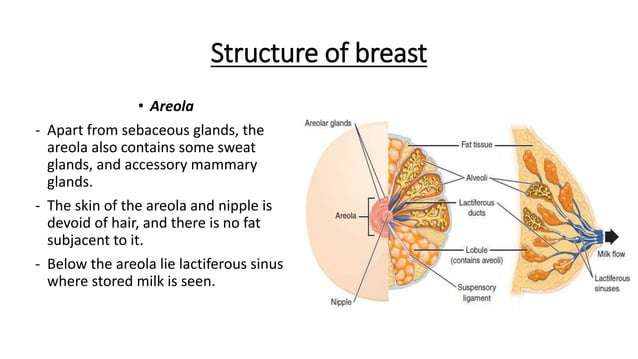 Structure of breast
• Areola
- Apart from sebaceous glands, the
areola also contains some sweat
glands, and accessory mammary
glands.
- The skin of the areola and nipple is
devoid of hair, and there is no fat
subjacent to it.
- Below the areola lie lactiferous sinus
where stored milk is seen.
Areolar glands
Areola
Nipple
Fat tissue
Alveoli
Lactiferous
ducts
Lobule
(contains aveoli)
Suspensory
ligament
Milk flow
Lactiferous
sinuses